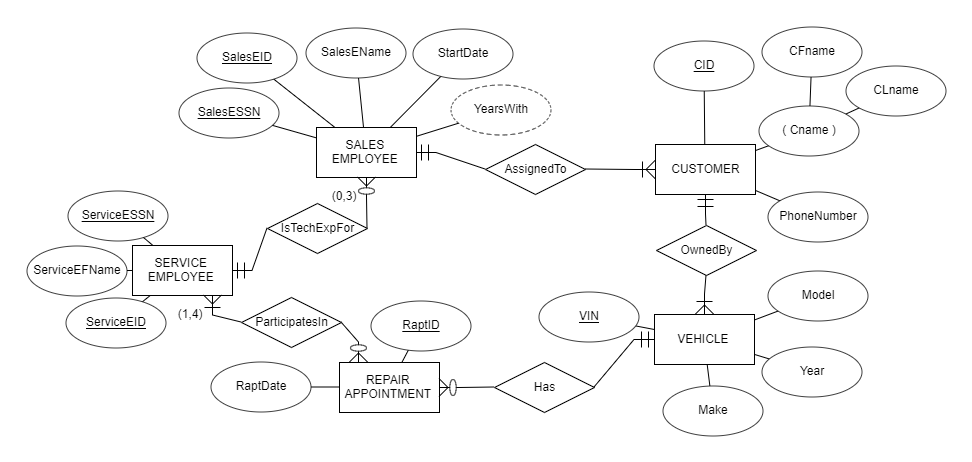 SalesEID
SalesEName
StartDate
CFname
CID
CLname
SalesESSN
YearsWith
( Cname )
SALES
EMPLOYEE
AssignedTo
CUSTOMER
(0,3)
ServiceESSN
IsTechExpFor
PhoneNumber
OwnedBy
ServiceEFName
SERVICE
EMPLOYEE
Model
(1,4)
ServiceEID
ParticipatesIn
RaptID
VIN
VEHICLE
Year
RaptDate
REPAIR
APPOINTMENT
Has
Make